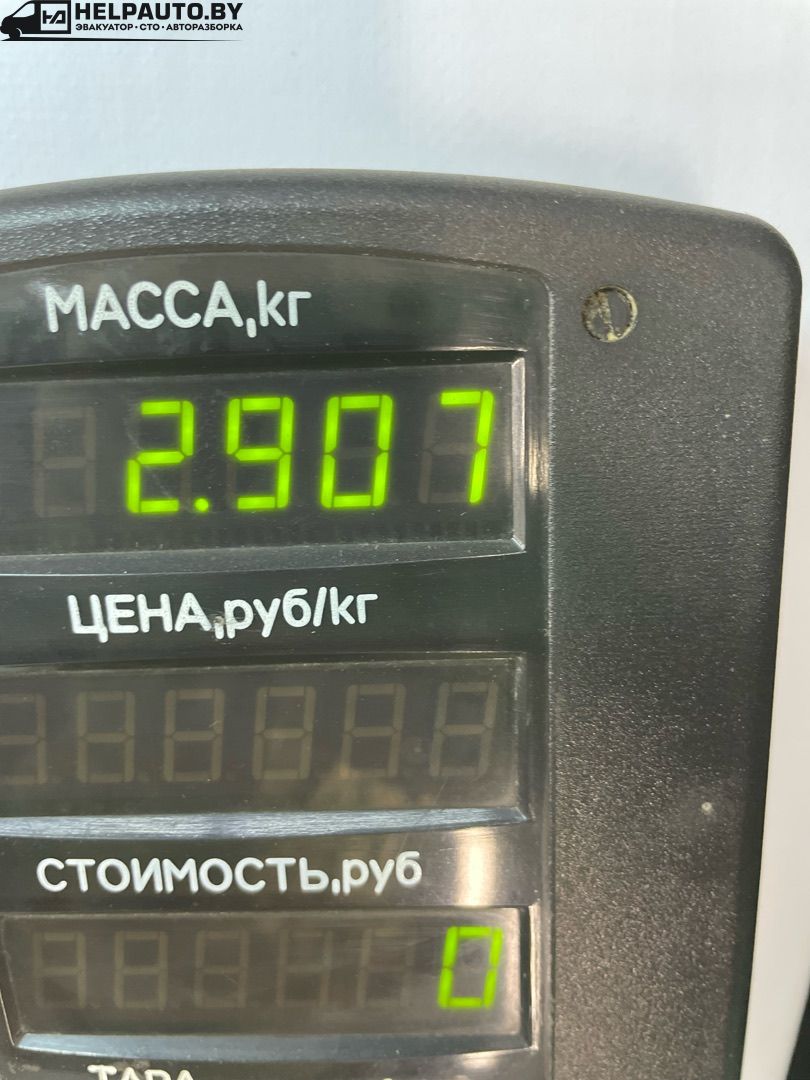 HELPAUTO.BY
ЭВАКУАТОР•СТО•АВТОРАЗБОРКА
МАССА,кг
2.907
ЦЕНА,руб/кг
СТОИМОСТЬ,руб
0